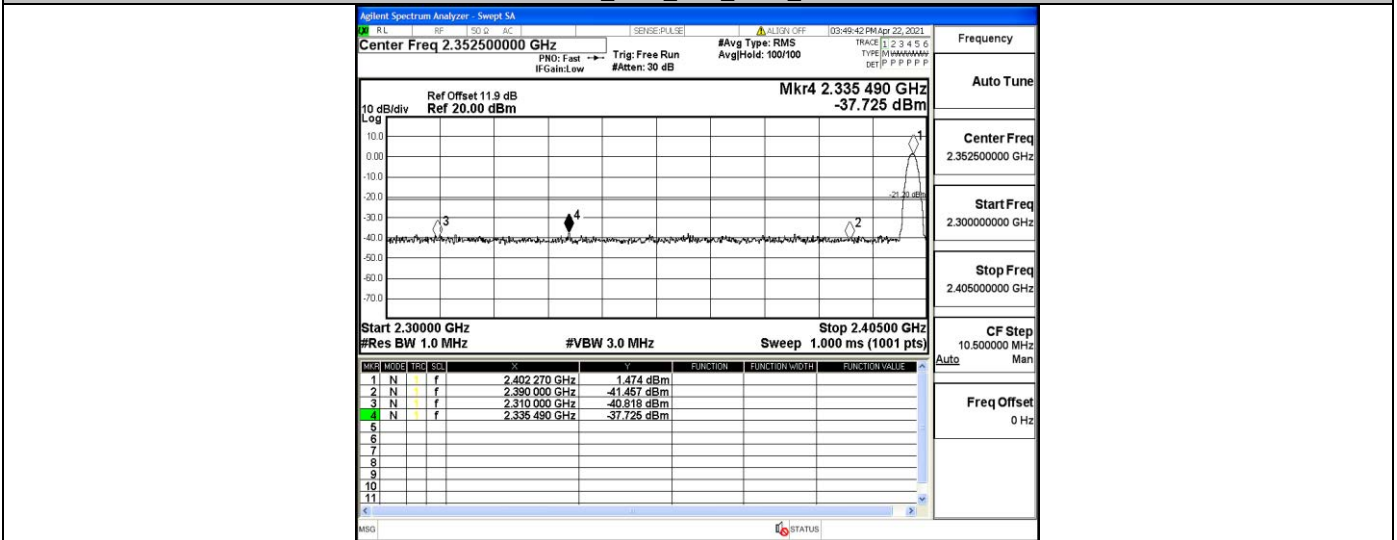 Agilent Spectrum Analyzer - Swept SA
RL RF 50 Ω AC SENSE:PULSE ALIGN OFF 03:49:42 PM Apr 22, 2021
Center Freq 2.352500000 GHz
PNO: Fast
IFGain:Low
Trig: Free Run
#Atten: 30 dB
#Avg Type: RMS
Avg|Hold: 100/100
TRACE 1 2 3 4 5 6
TYPE M
DET P P P P P P
Ref Offset 11.9 dB
10 dB/div Ref 20.00 dBm
Log
Mkr4 2.335 490 GHz
-37.725 dBm
10.0
0.00
-10.0
-20.0
-30.0
-40.0
-50.0
-60.0
-70.0
1
-21.20 dBm
3
4
2
Start 2.30000 GHz Stop 2.40500 GHz
#Res BW 1.0 MHz #VBW 3.0 MHz Sweep 1.000 ms (1001 pts)
MKR MODE TRC SCL X Y FUNCTION FUNCTION WIDTH FUNCTION VALUE
1 N 1 f 2.402 270 GHz 1.474 dBm
2 N 1 f 2.390 000 GHz -41.457 dBm
3 N 1 f 2.310 000 GHz -40.818 dBm
4 N 1 f 2.335 490 GHz -37.725 dBm
5
6
7
8
9
10
11
MSG STATUS
Frequency
Auto Tune
Center Freq
2.352500000 GHz
Start Freq
2.300000000 GHz
Stop Freq
2.405000000 GHz
CF Step
10.500000 MHz
Auto Man
Freq Offset
0 Hz